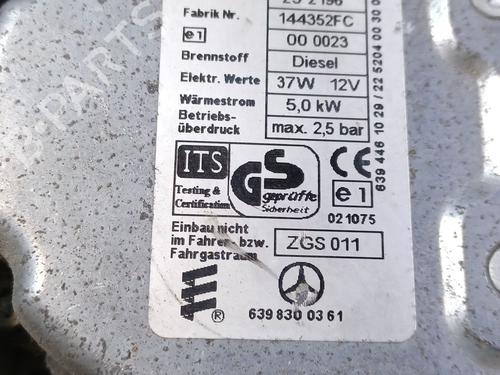 Fabrik Nr. 144352FC
e1 00 0023
Brennstoff Diesel
Elektr. Werte 37W 12V
Wärmestrom 5,0 kW
Betriebs-
überdruck max. 2,5 bar
ITS
Testing &
Certification
GS
geprüfte
Sicherheit
CE
e1
021075
Einbau nicht
im Fahrer- bzw.
Fahrgastraum
ZGS 011
®
639 830 03 61
639 446 10 29 / 22 5204 00 30 0